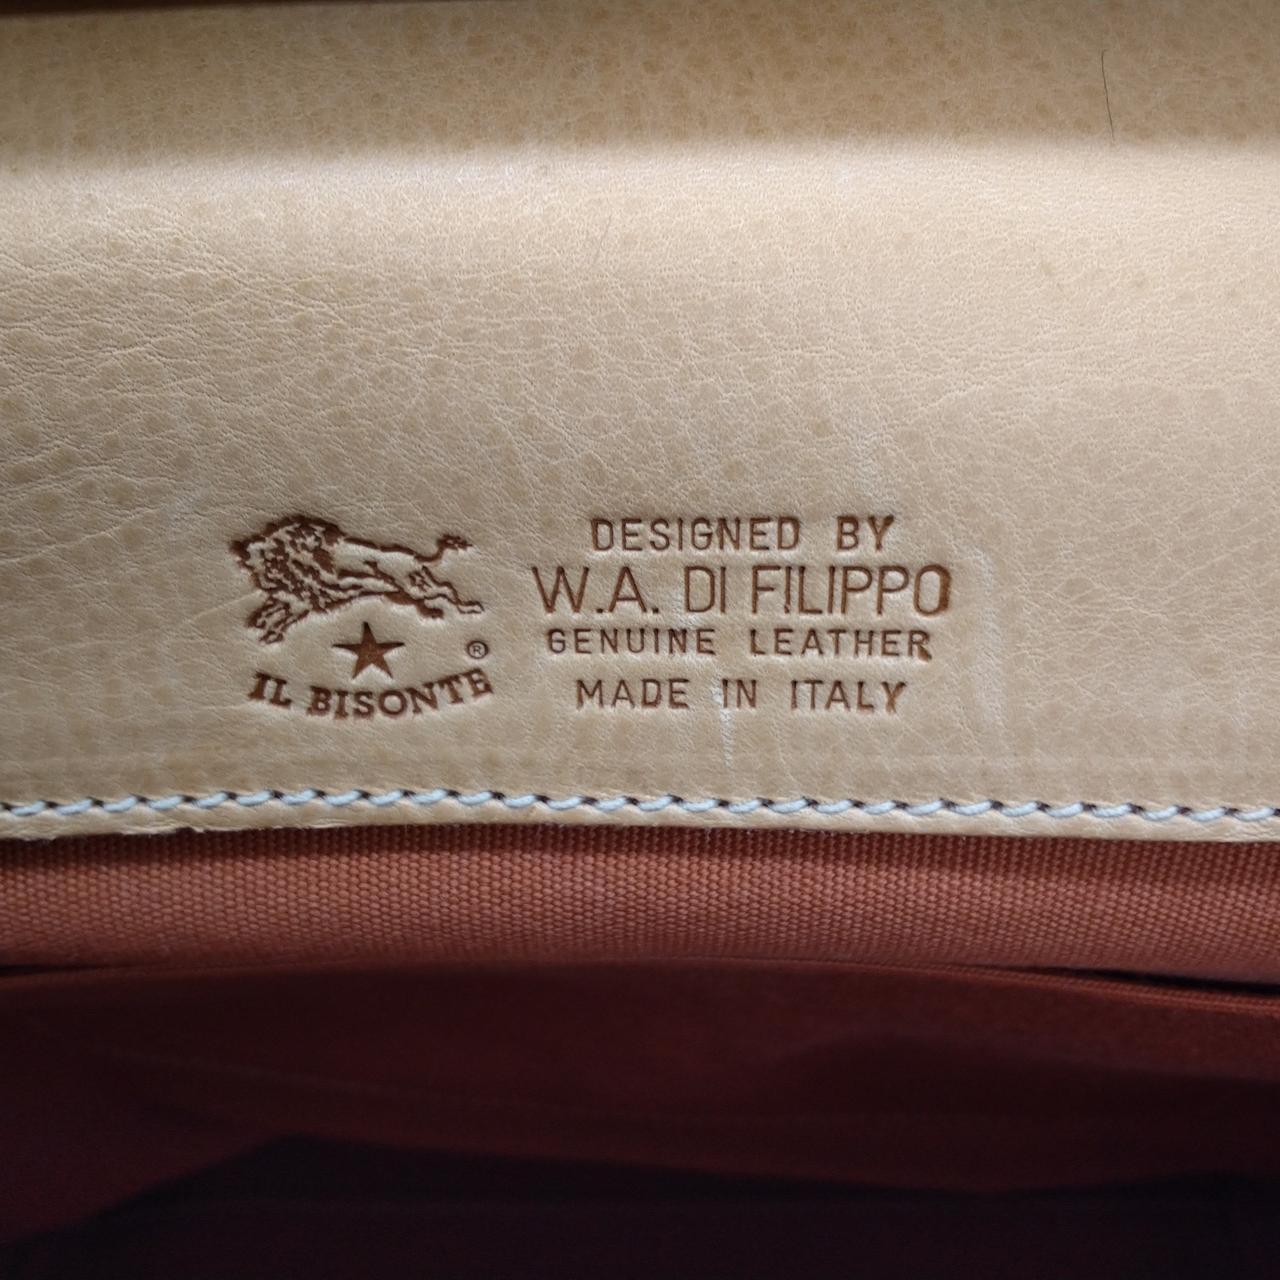 IL BISONTE ®
DESIGNED BY
W.A. DI FILIPPO
GENUINE LEATHER
MADE IN ITALY